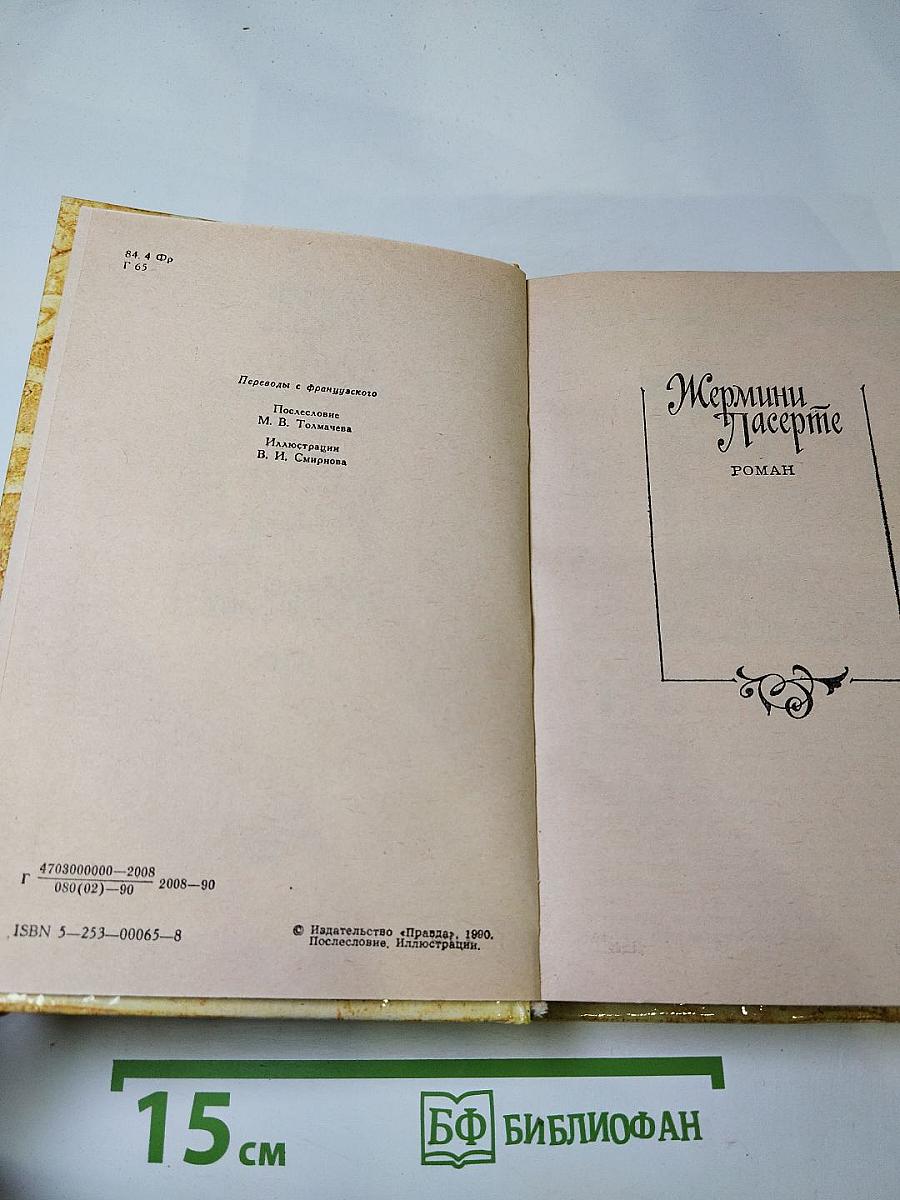 84. 4 Фр
Г 65
Переводы с французского
Послесловие
М. В. Толмачева
Иллюстрации
В. И. Смирнова
Г 4703000000—2008
080(02)—90 2008—90
ISBN 5—253—00065—8
© Издательство «Правда», 1990.
Послесловие. Иллюстрации.
Жермини
Ласерте
РОМАН
15 см
БФ БИБЛИОФАН